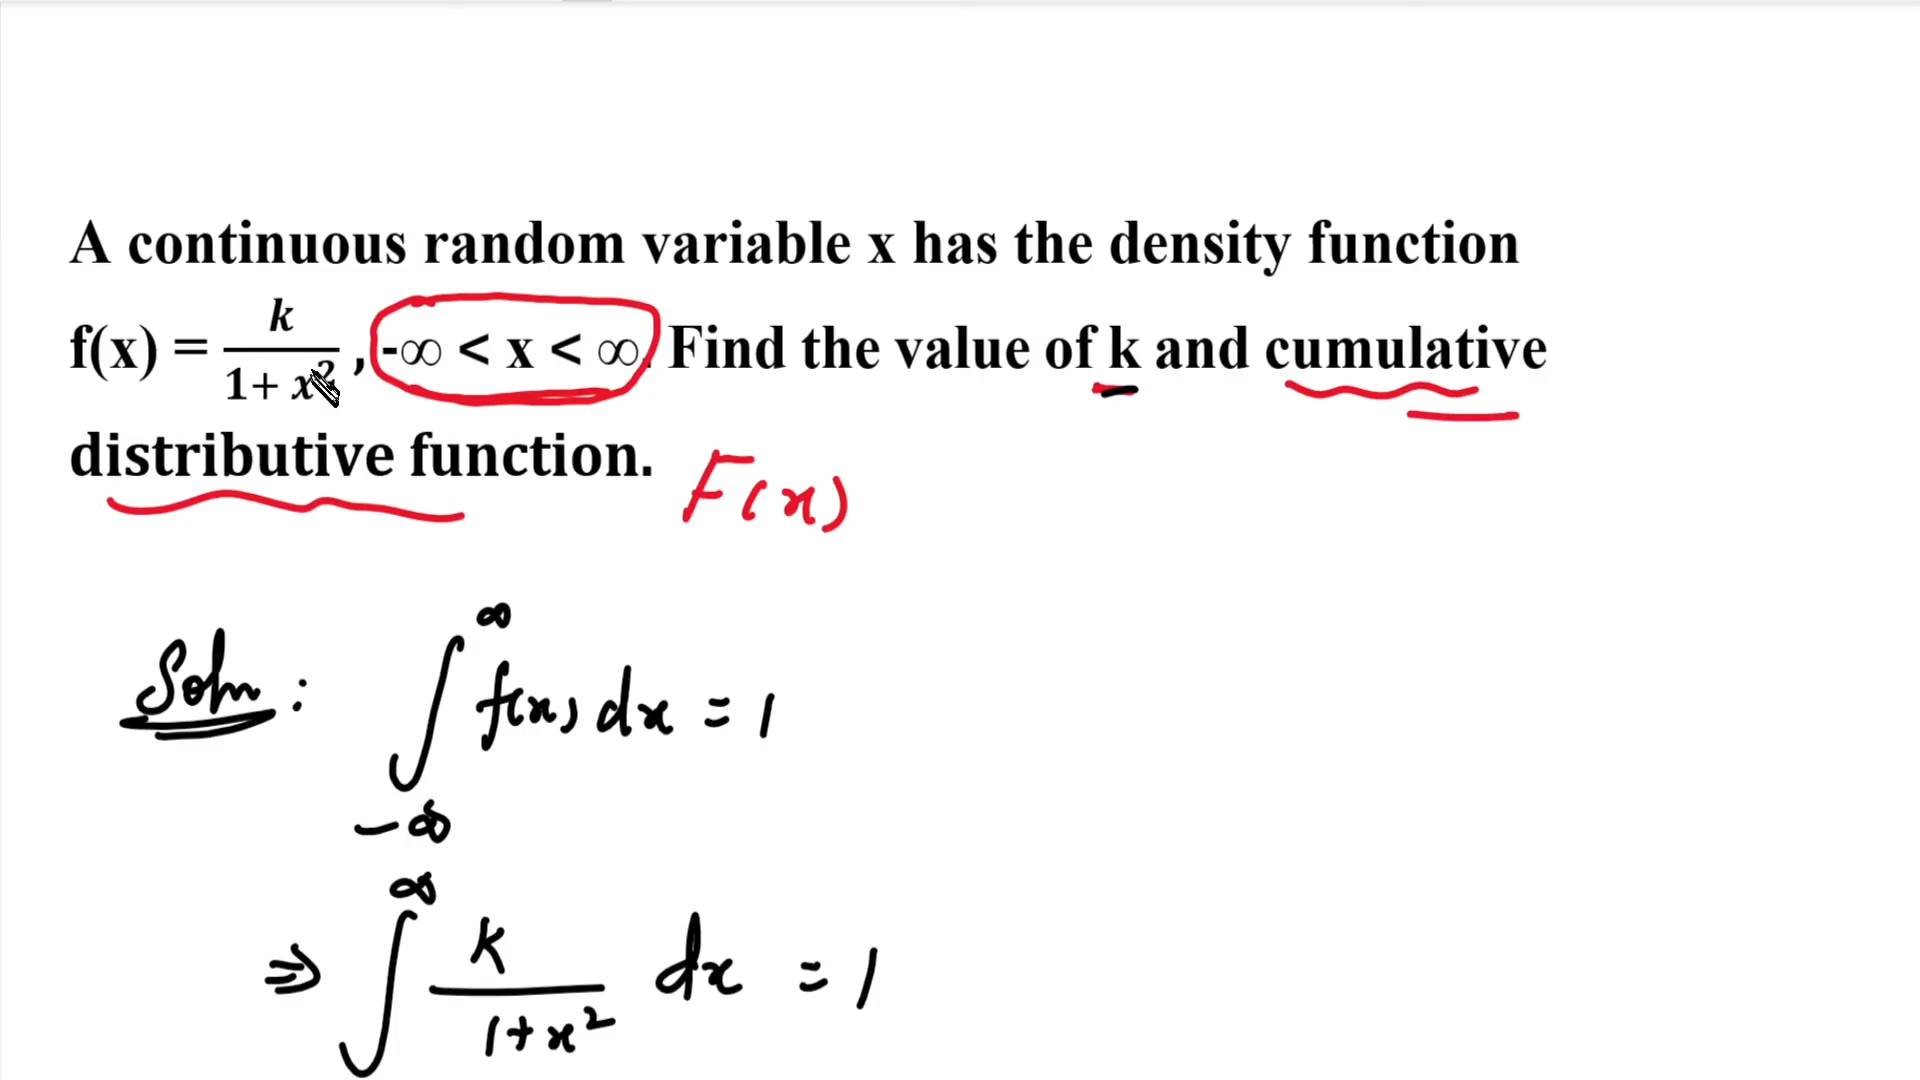 A continuous random variable x has the density function
f(x) = k/(1+ x²) , -∞ < x < ∞. Find the value of k and cumulative
distributive function. F(x)
Soln : ∫_{-∞}^{∞} f(x) dx = 1
⇒ ∫^{∞} k/(1+x²) dx = 1